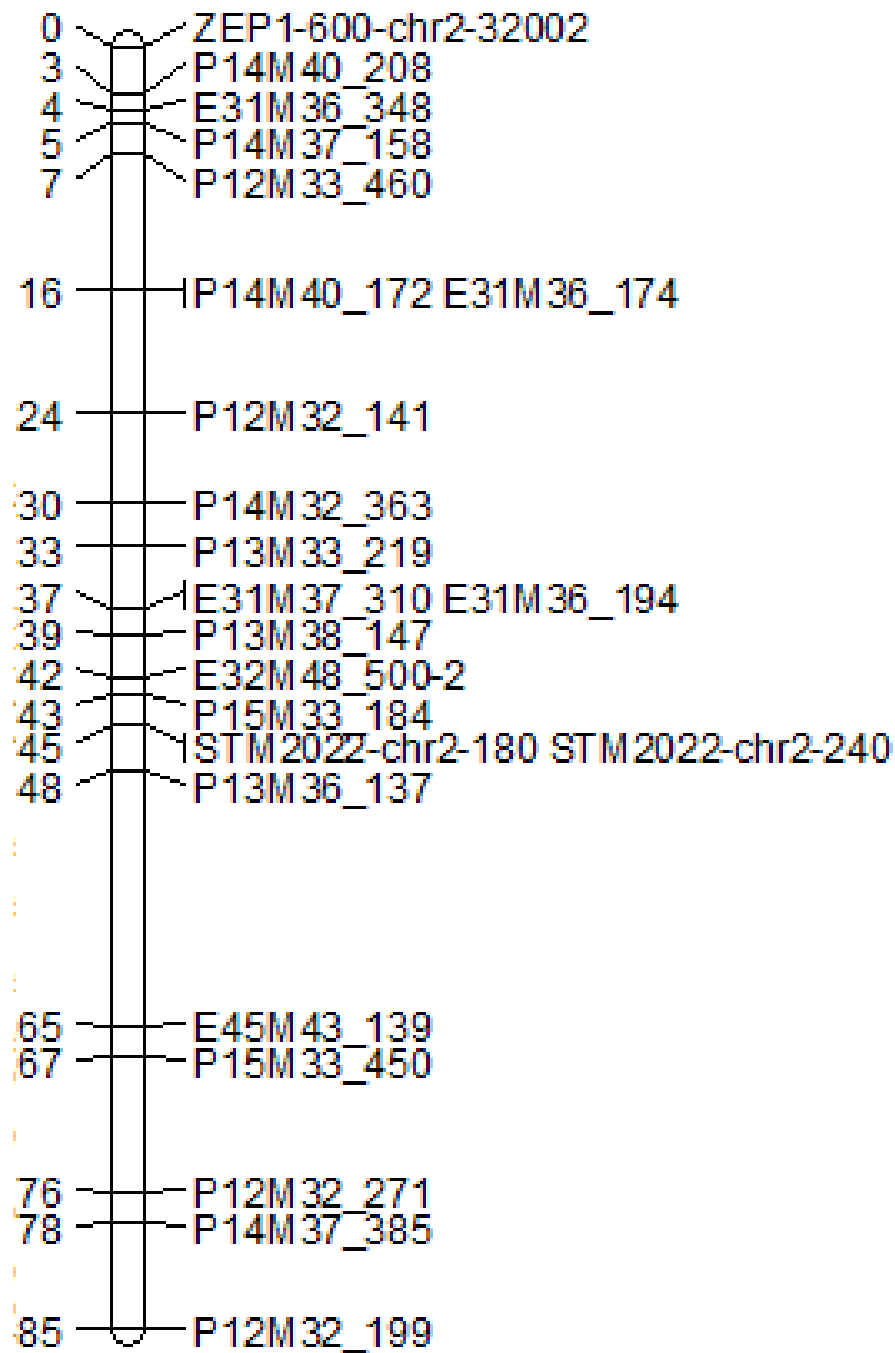 0 ZEP1-600-chr2-32002
3 P14M40_208
4 E31M36_348
5 P14M37_158
7 P12M33_460
16 P14M40_172 E31M36_174
24 P12M32_141
30 P14M32_363
33 P13M33_219
37 E31M37_310 E31M36_194
39 P13M38_147
42 E32M48_500-2
43 P15M33_184
45 STM2022-chr2-180 STM2022-chr2-240
48 P13M36_137
65 E45M43_139
67 P15M33_450
76 P12M32_271
78 P14M37_385
85 P12M32_199